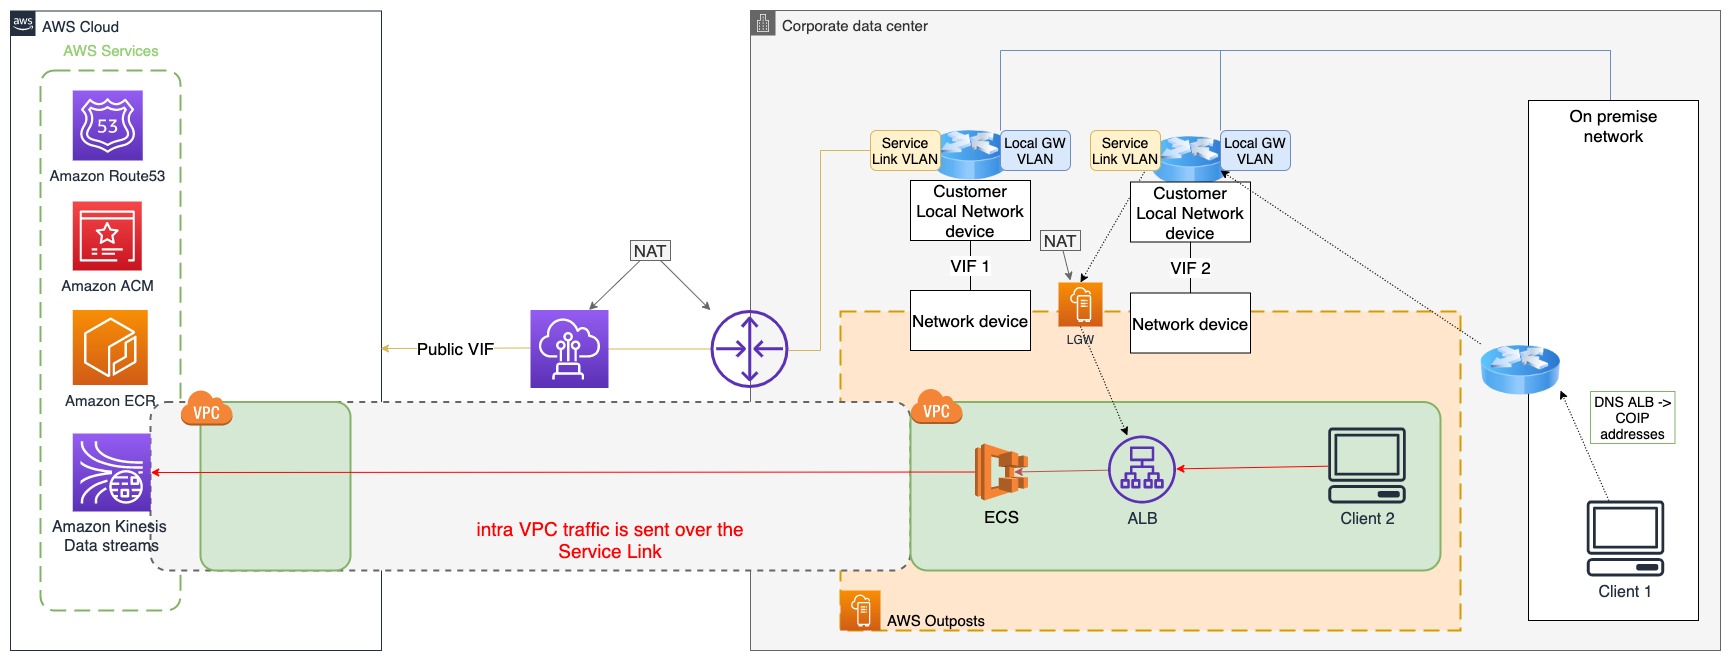 aws
AWS Cloud
AWS Services
53
Amazon Route53
Amazon ACM
Amazon ECR
Amazon Kinesis
Data streams
VPC
Public VIF
NAT
intra VPC traffic is sent over the
Service Link
Corporate data center
Service
Link VLAN
Local GW
VLAN
Customer
Local Network
device
VIF 1
Network device
Service
Link VLAN
Local GW
VLAN
Customer
Local Network
device
VIF 2
Network device
NAT
LGW
VPC
ECS
ALB
Client 2
AWS Outposts
On premise
network
DNS ALB ->
COIP
addresses
Client 1